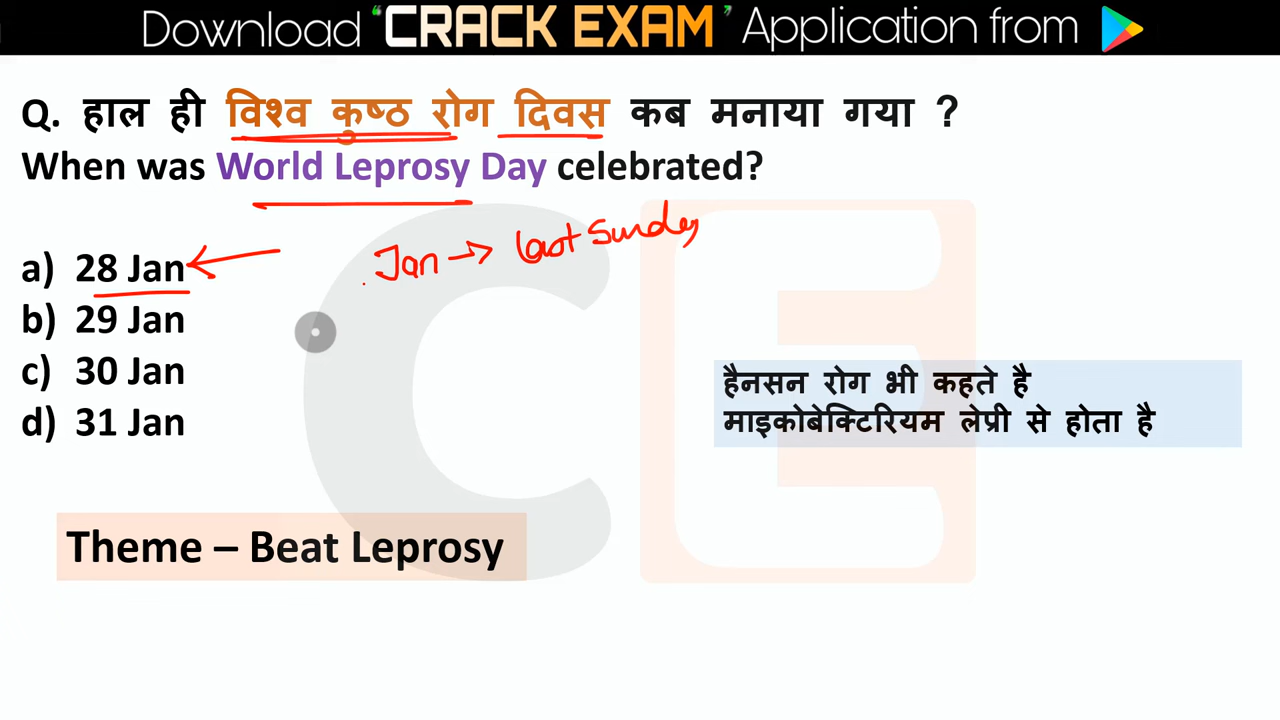 Download "CRACK EXAM" Application from
Q. हाल ही विश्व कुष्ठ रोग दिवस कब मनाया गया ?
When was World Leprosy Day celebrated?
Jan → last Sunday
a) 28 Jan
b) 29 Jan
c) 30 Jan
d) 31 Jan
हैनसन रोग भी कहते है
माइकोबेक्टिरियम लेप्री से होता है
Theme – Beat Leprosy
CE